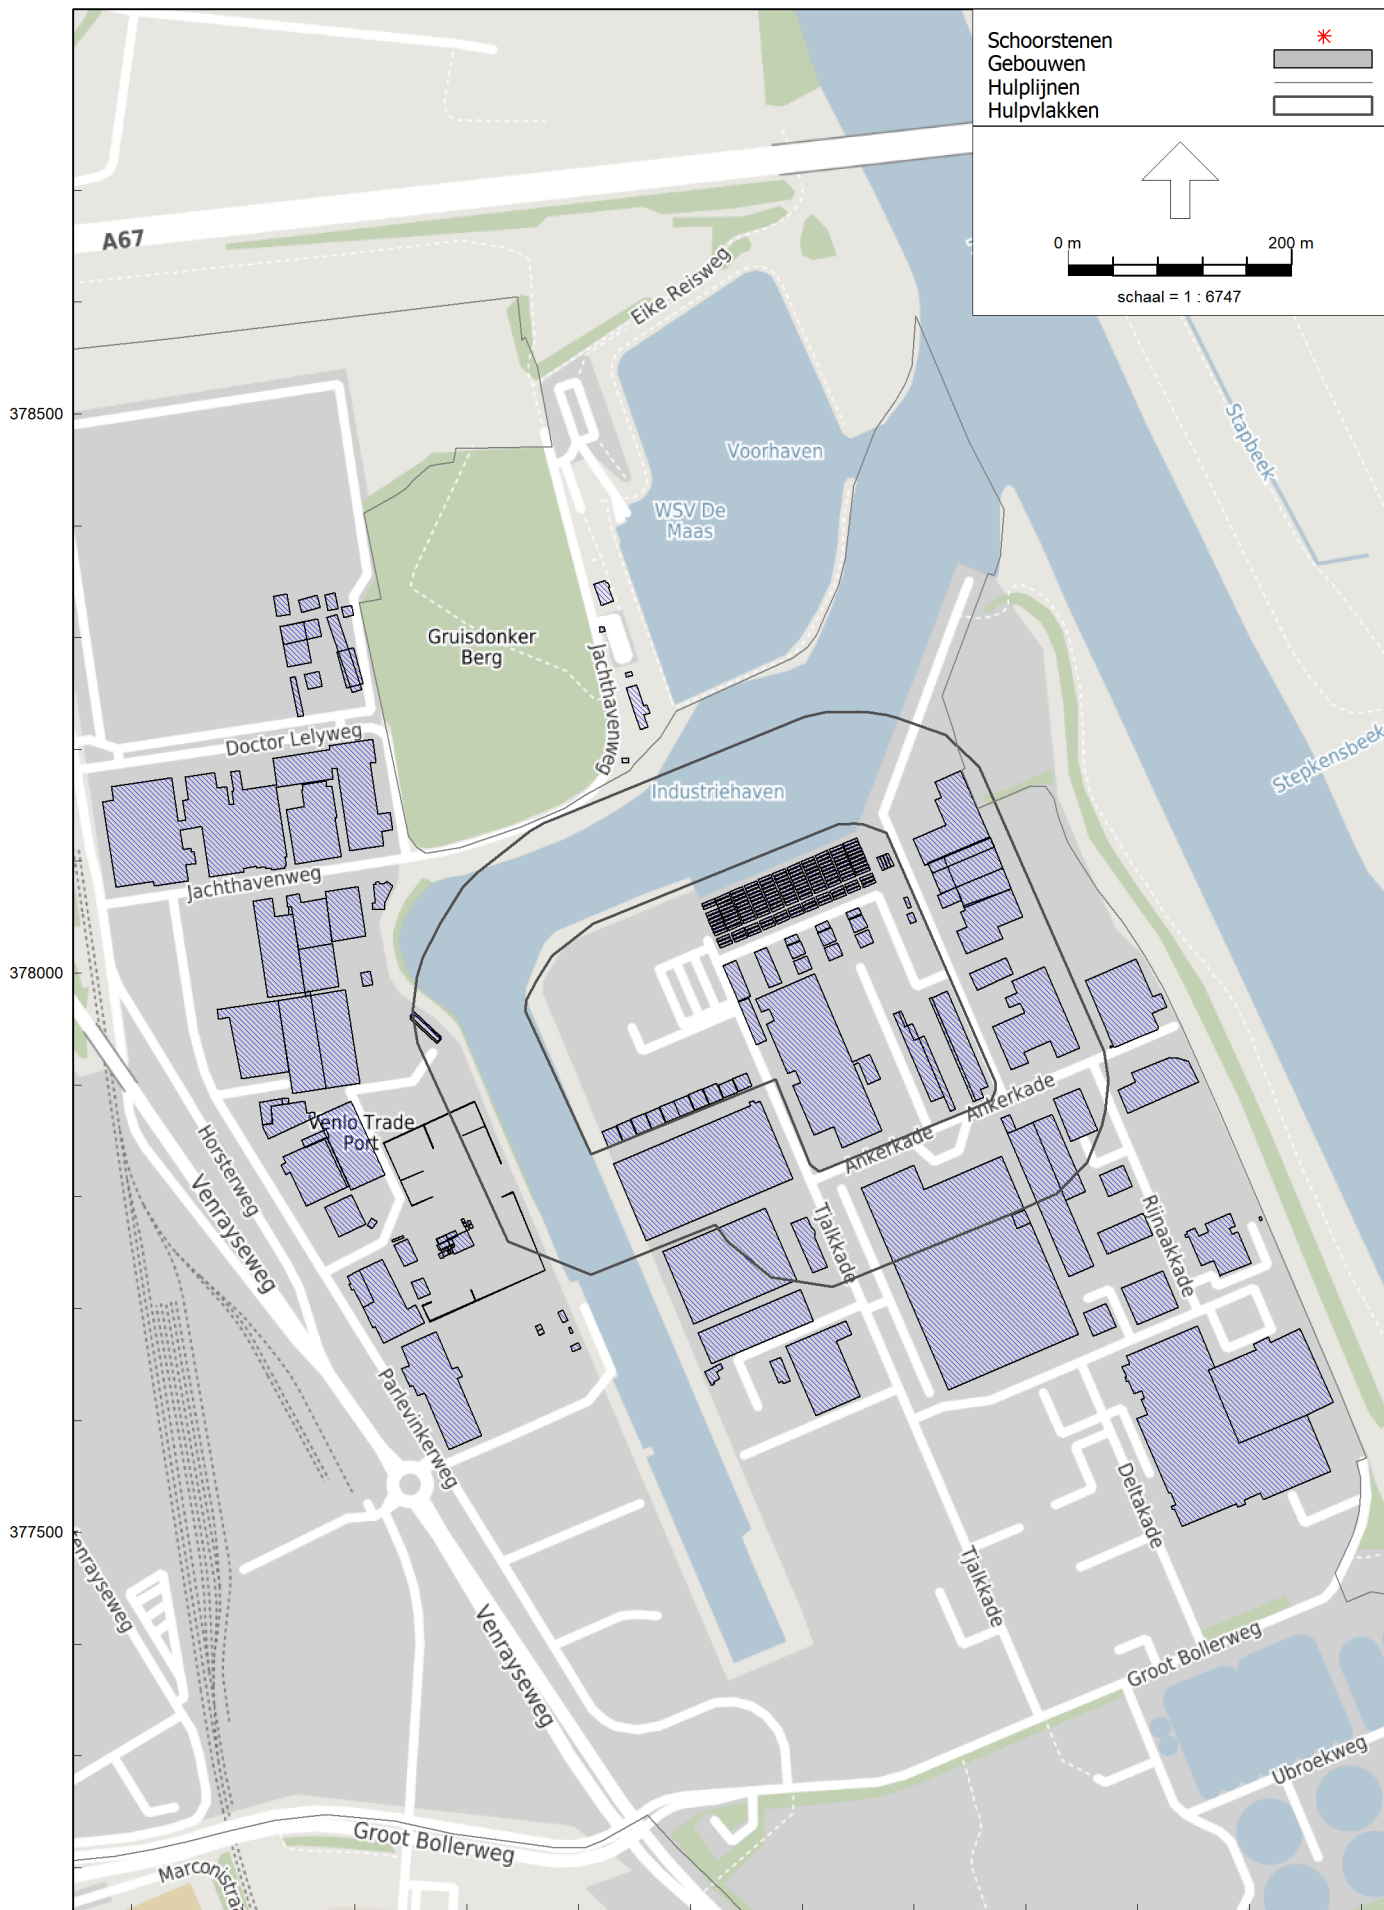 Schoorstenen
Gebouwen
Hulplijnen
Hulpvlakken
0 m
200 m
schaal = 1 : 6747
A67
Eike Reisweg
378500
Voorhaven
WSV De
Maas
Stapbeek
Gruisdonker
Berg
Jachthavenweg
Doctor Lelyweg
Stepkensbeek
Industriehaven
Jachthavenweg
378000
Ankerkade
Venlo Trade
Port
Horsterweg
Ankerkade
Venrayseweg
Tjalkkade
Rijnaakkade
Parlevinkerweg
Deltakade
377500
Venrayseweg
Tjalkkade
Venrayseweg
Groot Bollerweg
Ubroekweg
Groot Bollerweg